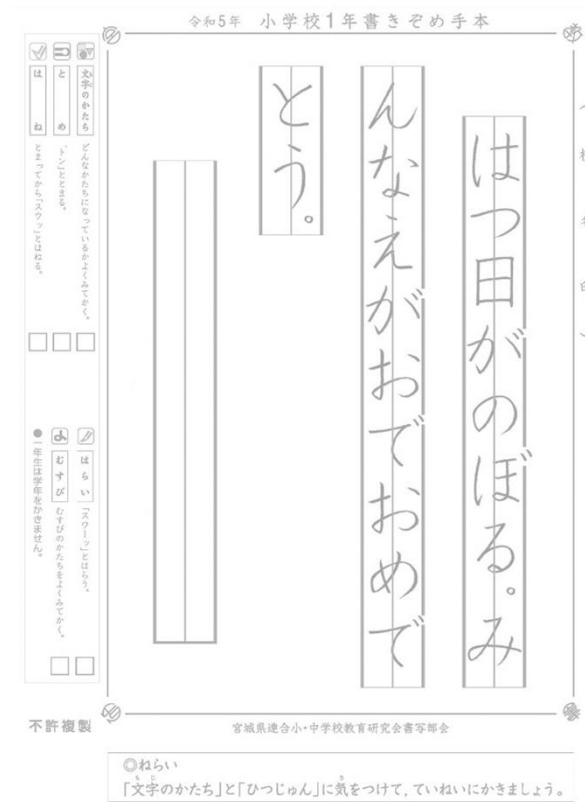 令和5年 小学校1年書きぞめ手本
はつ田がのぼる。み
んなえがおでおめで
とう。
文字のかたち どんなかたちになっているかよくみてかく。
とめ 「トン」ととまる。
はね とまってから「スウッ」とはねる。
はらい 「スワーッ」とはらう。
むすび むすびのかたちをよくみてかく。
●一年生は学年をかきません。
不許複製
宮城県連合小・中学校教育研究会書写部会
◎ねらい
「文字のかたち」と「ひつじゅん」に気をつけて，ていねいにかきましょう。